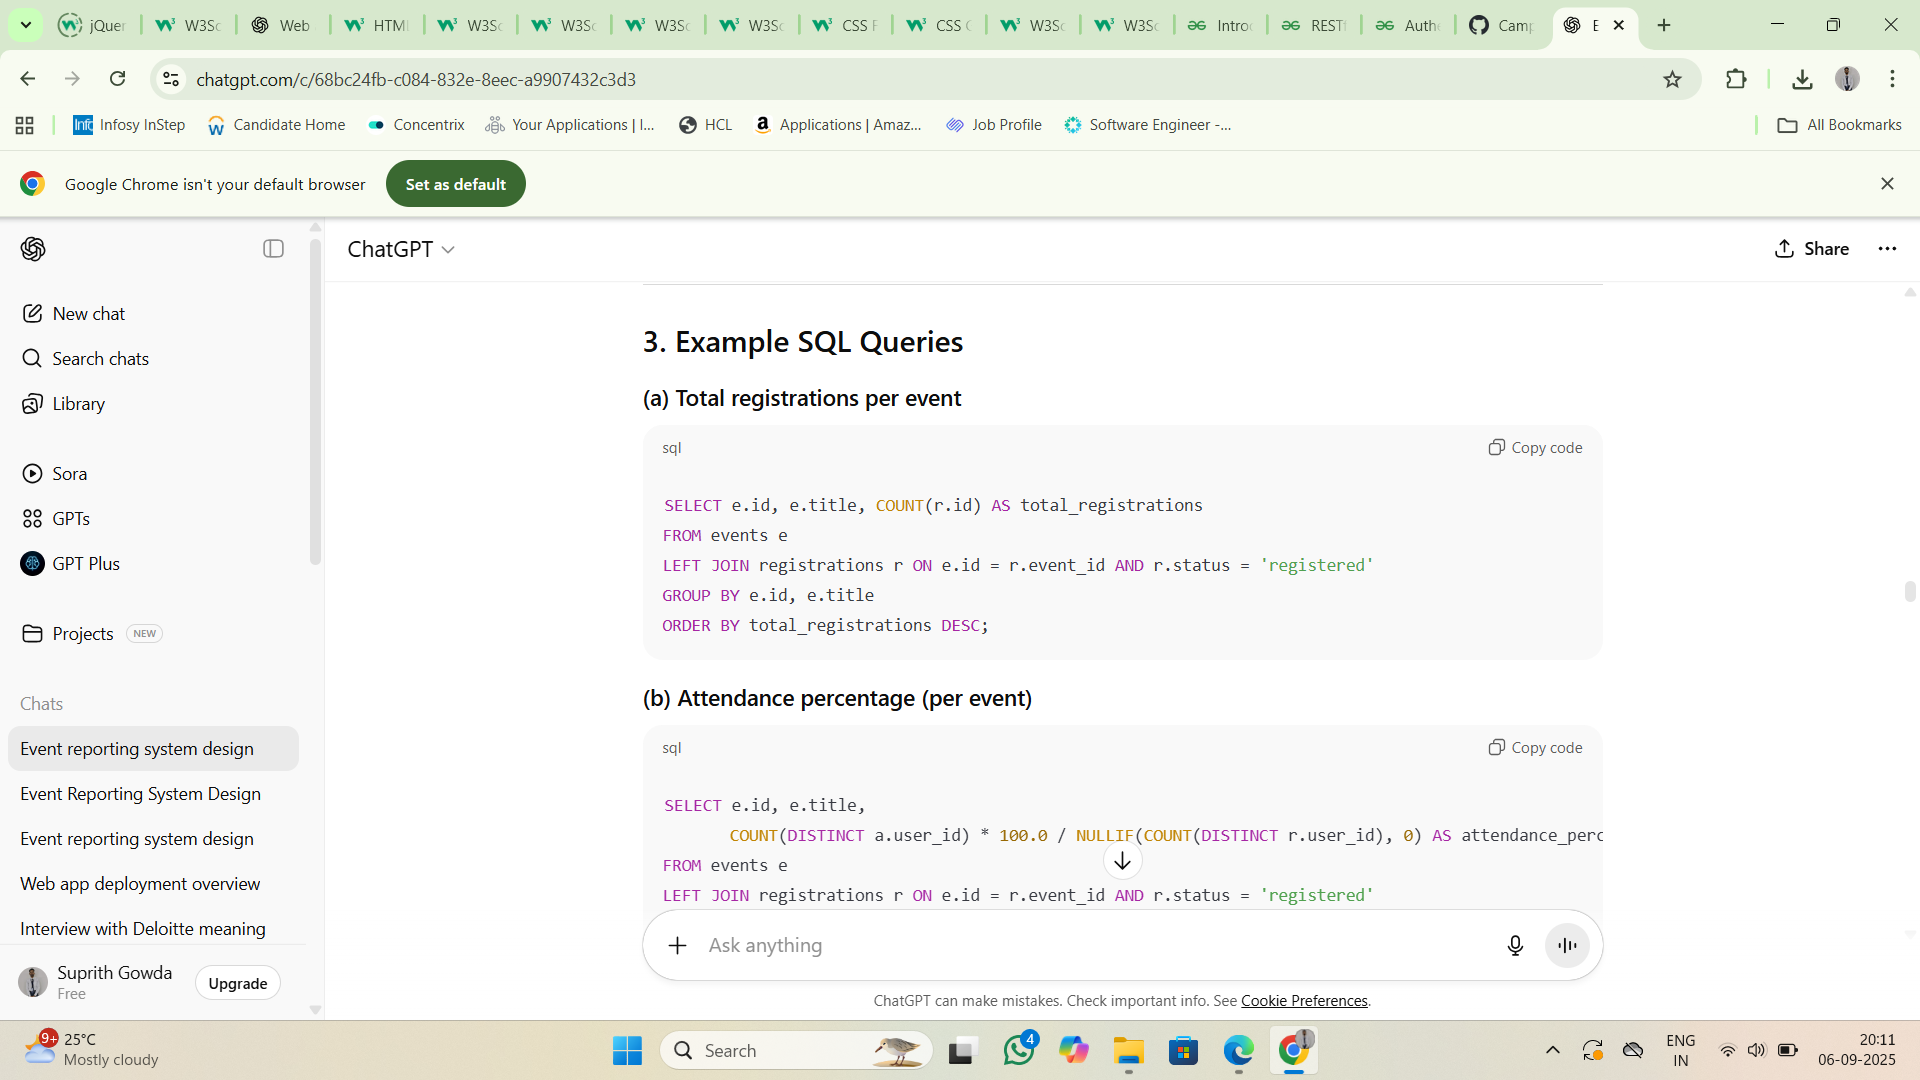 jQuer
W3Sc
Web
HTML
W3Sc
W3Sc
W3Sc
W3Sc
CSS F
CSS C
W3Sc
W3Sc
Introd
RESTf
Authe
Camp
E
chatgpt.com/c/68bc24fb-c084-832e-8eec-a9907432c3d3
Infosy InStep
Candidate Home
Concentrix
Your Applications | I...
HCL
Applications | Amaz...
Job Profile
Software Engineer -...
All Bookmarks
Google Chrome isn't your default browser
Set as default
ChatGPT
Share
New chat
Search chats
Library
Sora
GPTs
GPT Plus
Projects NEW
Chats
Event reporting system design
Event Reporting System Design
Event reporting system design
Web app deployment overview
Interview with Deloitte meaning
Suprith Gowda
Free
Upgrade
3. Example SQL Queries
(a) Total registrations per event
sql
Copy code
SELECT e.id, e.title, COUNT(r.id) AS total_registrations
FROM events e
LEFT JOIN registrations r ON e.id = r.event_id AND r.status = 'registered'
GROUP BY e.id, e.title
ORDER BY total_registrations DESC;
(b) Attendance percentage (per event)
sql
Copy code
SELECT e.id, e.title,
COUNT(DISTINCT a.user_id) * 100.0 / NULLIF(COUNT(DISTINCT r.user_id), 0) AS attendance_perc
FROM events e
LEFT JOIN registrations r ON e.id = r.event_id AND r.status = 'registered'
Ask anything
ChatGPT can make mistakes. Check important info. See Cookie Preferences.
9+
25°C
Mostly cloudy
Search
4
ENG
IN
20:11
06-09-2025